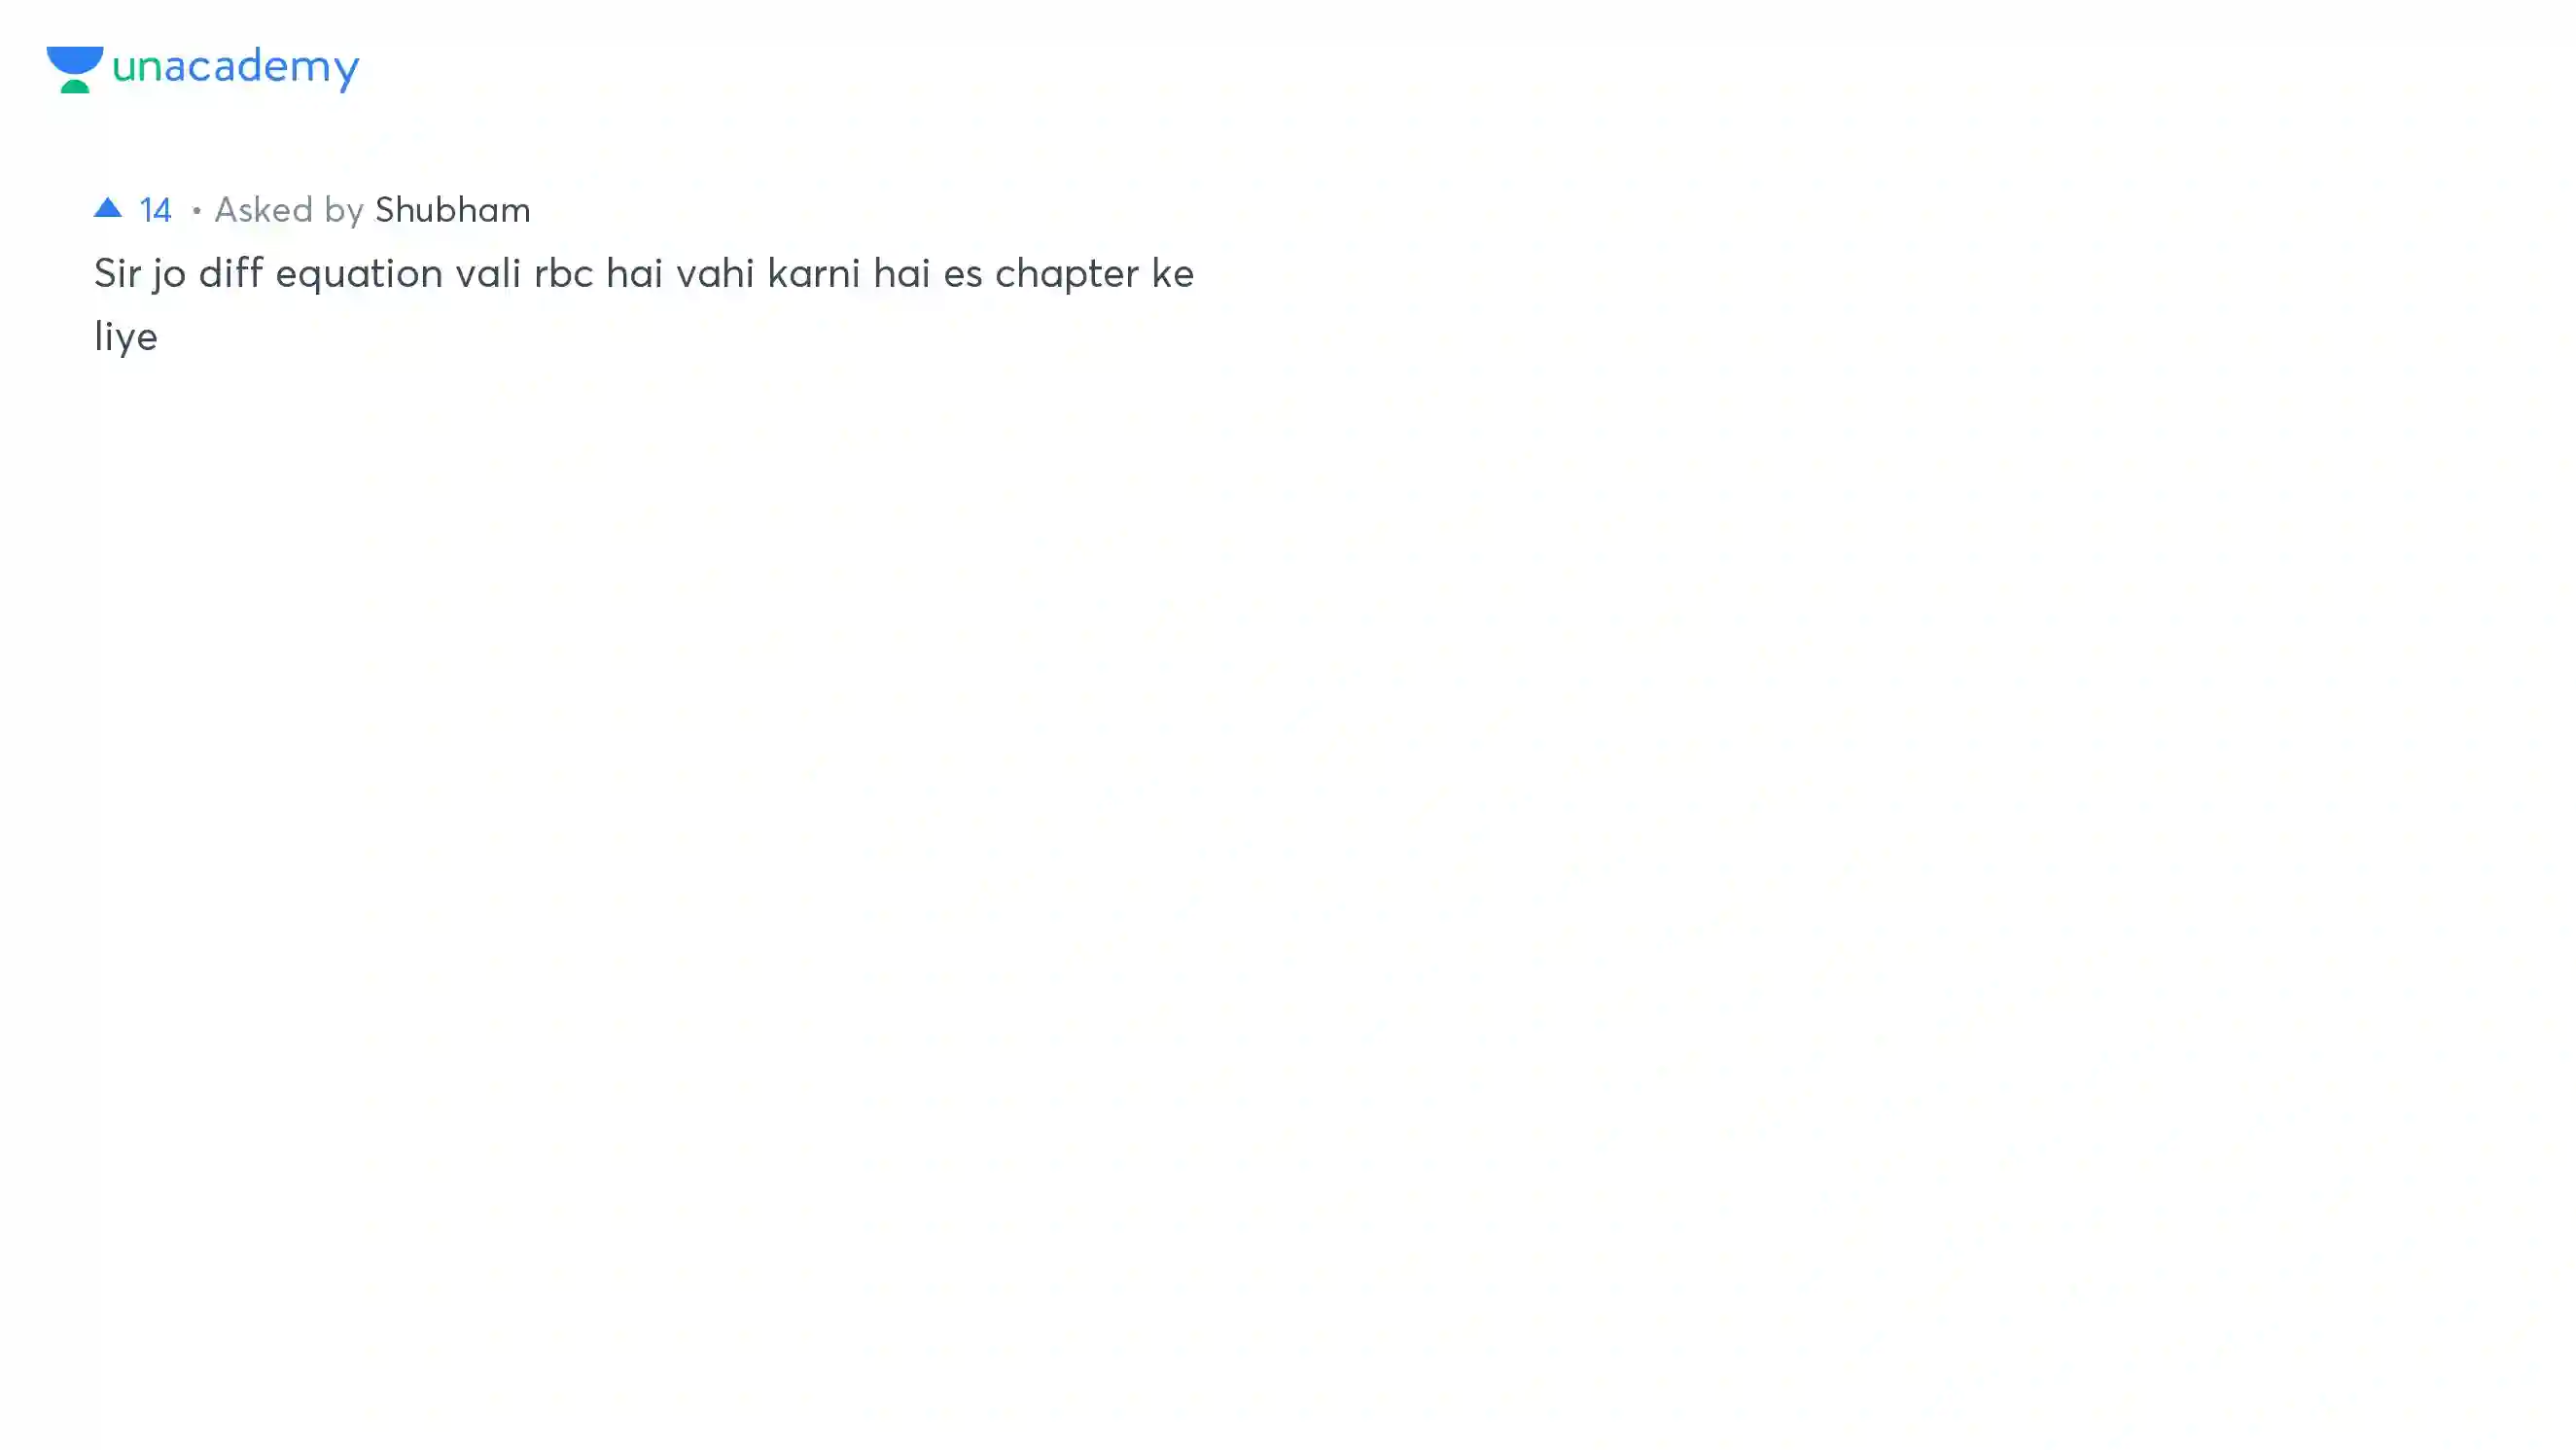 unacademy
14 • Asked by Shubham
Sir jo diff equation vali rbc hai vahi karni hai es chapter ke
liye